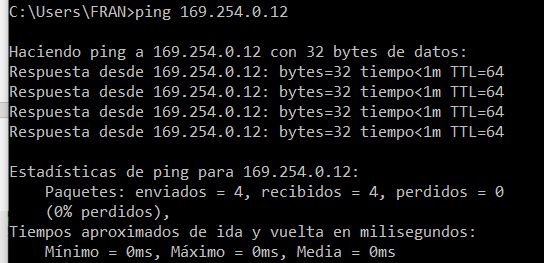 C:\Users\FRAN>ping 169.254.0.12
Haciendo ping a 169.254.0.12 con 32 bytes de datos:
Respuesta desde 169.254.0.12: bytes=32 tiempo<1m TTL=64
Respuesta desde 169.254.0.12: bytes=32 tiempo<1m TTL=64
Respuesta desde 169.254.0.12: bytes=32 tiempo<1m TTL=64
Respuesta desde 169.254.0.12: bytes=32 tiempo<1m TTL=64
Estadísticas de ping para 169.254.0.12:
Paquetes: enviados = 4, recibidos = 4, perdidos = 0
(0% perdidos),
Tiempos aproximados de ida y vuelta en milisegundos:
Mínimo = 0ms, Máximo = 0ms, Media = 0ms